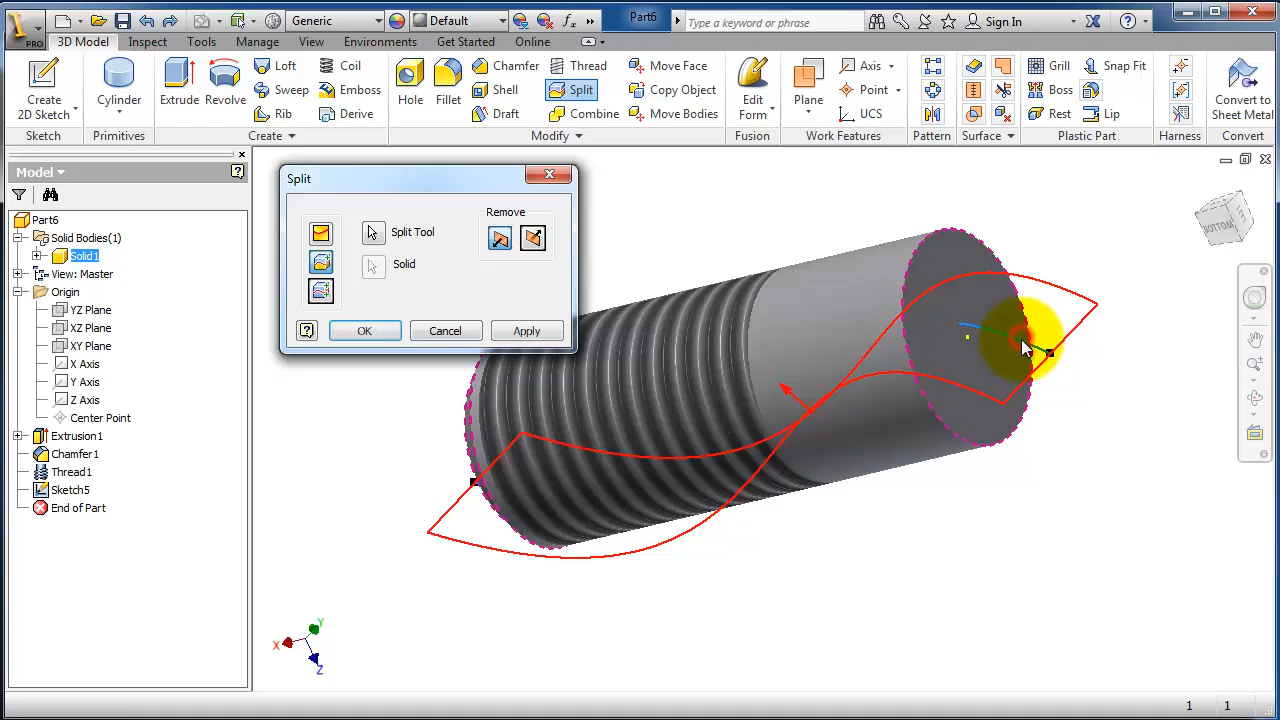 Generic
Default
fx
Part6
Type a keyword or phrase
Sign In
PRO
3D Model Inspect Tools View Manage Environments Get Started Online
Create
2D Sketch
Sketch
Cylinder
Primitives
Extrude
Revolve
Loft
Sweep
Rib
Coil
Emboss
Derive
Create
Hole
Fillet
Chamfer
Shell
Draft
Thread
Split
Combine
Move Face
Copy Object
Move Bodies
Modify
Edit
Form
Fusion
Plane
Axis
Point
UCS
Work Features
Pattern
Surface
Grill
Boss
Rest
Snap Fit
Lip
Plastic Part
Harness
Convert to
Sheet Metal
Convert
Model
Part6
Solid Bodies(1)
Solid1
View: Master
Origin
YZ Plane
XZ Plane
XY Plane
X Axis
Y Axis
Z Axis
Center Point
Extrusion1
Chamfer1
Thread1
Sketch5
End of Part
Split
Split Tool
Solid
Remove
OK
Cancel
Apply
BOTTOM
X
Y
Z
1 1